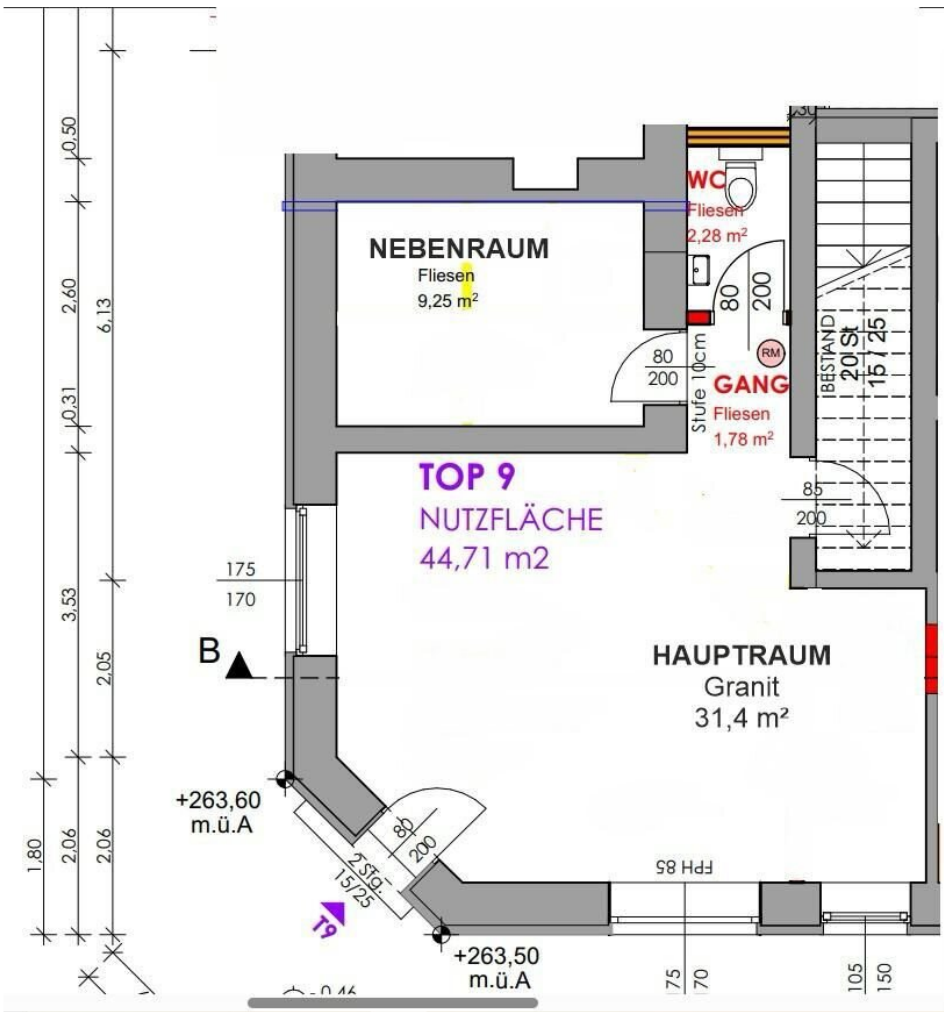 30
0,50
2,60
6,13
0,31
3,53
2,05
1,80
2,06
2,06
WC
Fliesen
2,28 m²
NEBENRAUM
Fliesen
9,25 m²
80
200
80
200
Stufe 10cm
RM
GANG
Fliesen
1,78 m²
BESTAND
20 St
15 / 25
TOP 9
NUTZFLÄCHE
44,71 m2
85
200
175
170
B
HAUPTRAUM
Granit
31,4 m²
+263,60
m.ü.A
80
200
2 Stg.
15/25
T9
FPH 85
+263,50
m.ü.A
75
70
105
150
- 0,46